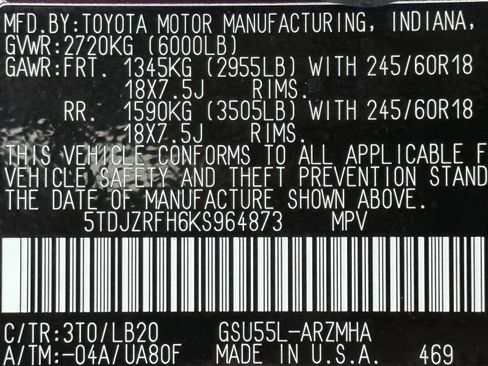 MFD.BY:TOYOTA MOTOR MANUFACTURING, INDIANA,
GVWR:2720KG (6000LB)
GAWR:FRT. 1345KG (2955LB) WITH 245/60R18
18X7.5J RIMS.
RR. 1590KG (3505LB) WITH 245/60R18
18X7.5J RIMS.
THIS VEHICLE CONFORMS TO ALL APPLICABLE F
VEHICLE SAFETY AND THEFT PREVENTION STAND
THE DATE OF MANUFACTURE SHOWN ABOVE.
5TDJZRFH6KS964873 MPV
C/TR:3T0/LB20 GSU55L-ARZMHA
A/TM:-04A/UA80F MADE IN U.S.A. 469